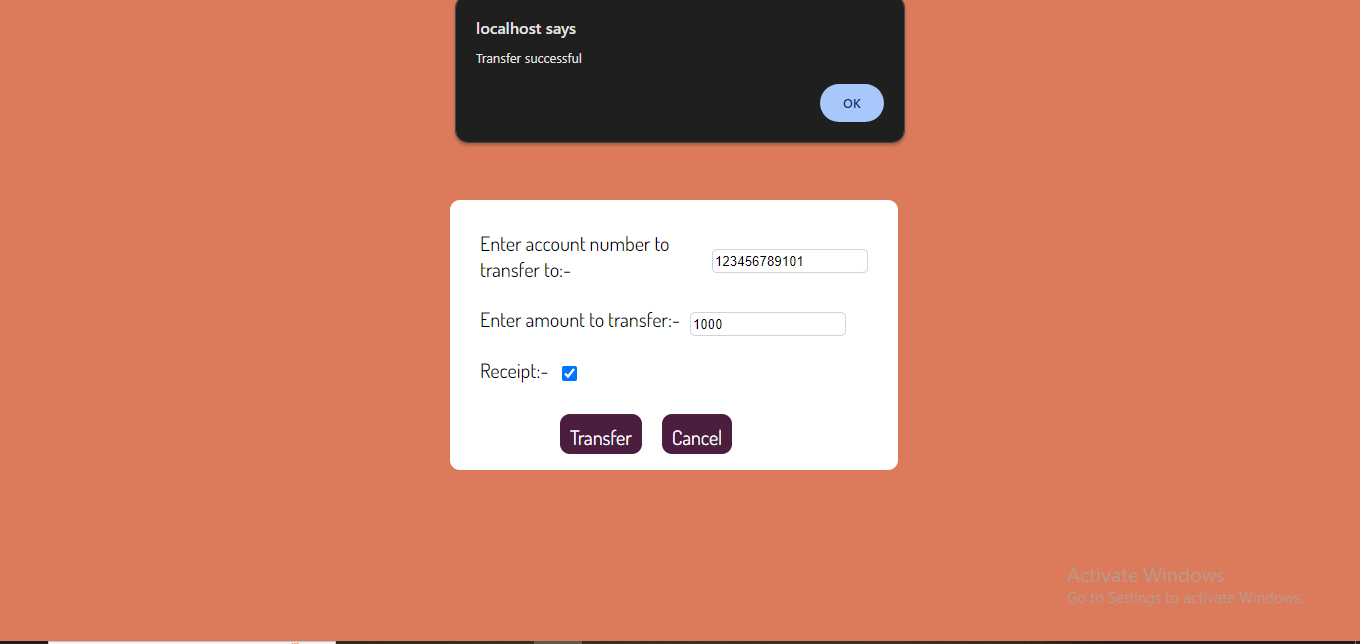 localhost says
Transfer successful
OK
Enter account number to
transfer to:-
123456789101
Enter amount to transfer:-
1000
Receipt:-
Transfer
Cancel
Activate Windows
Go to Settings to activate Windows.